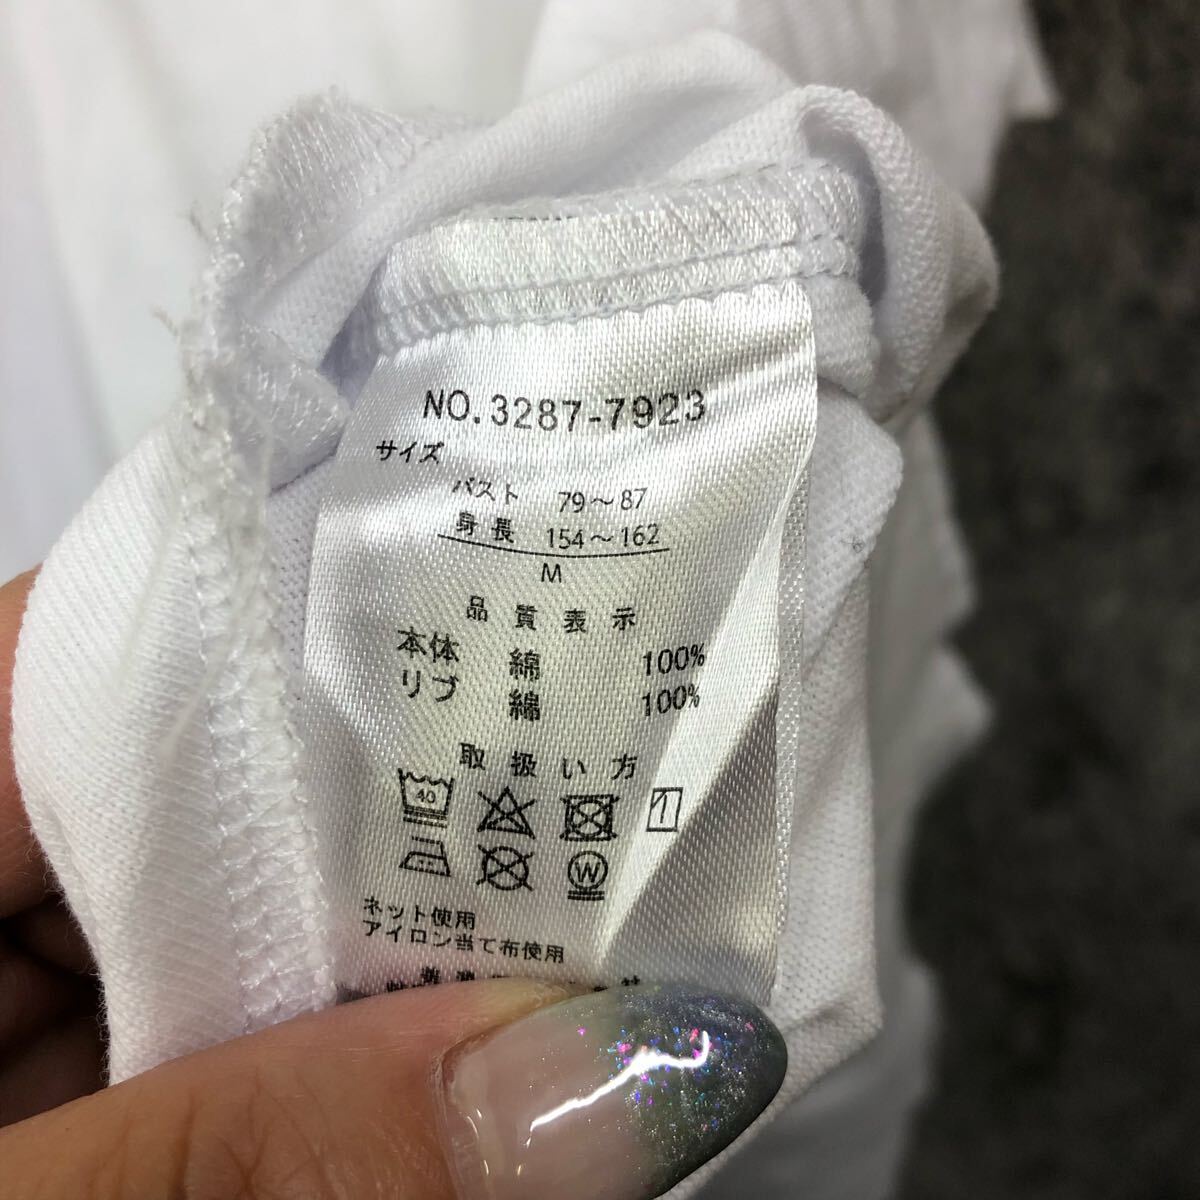 NO.3287-7923
サイズ
バスト 79～87
身長 154～162
M
品質表示
本体 綿 100%
リブ 綿 100%
取扱い方
40
W
ネット使用
アイロン当て布使用